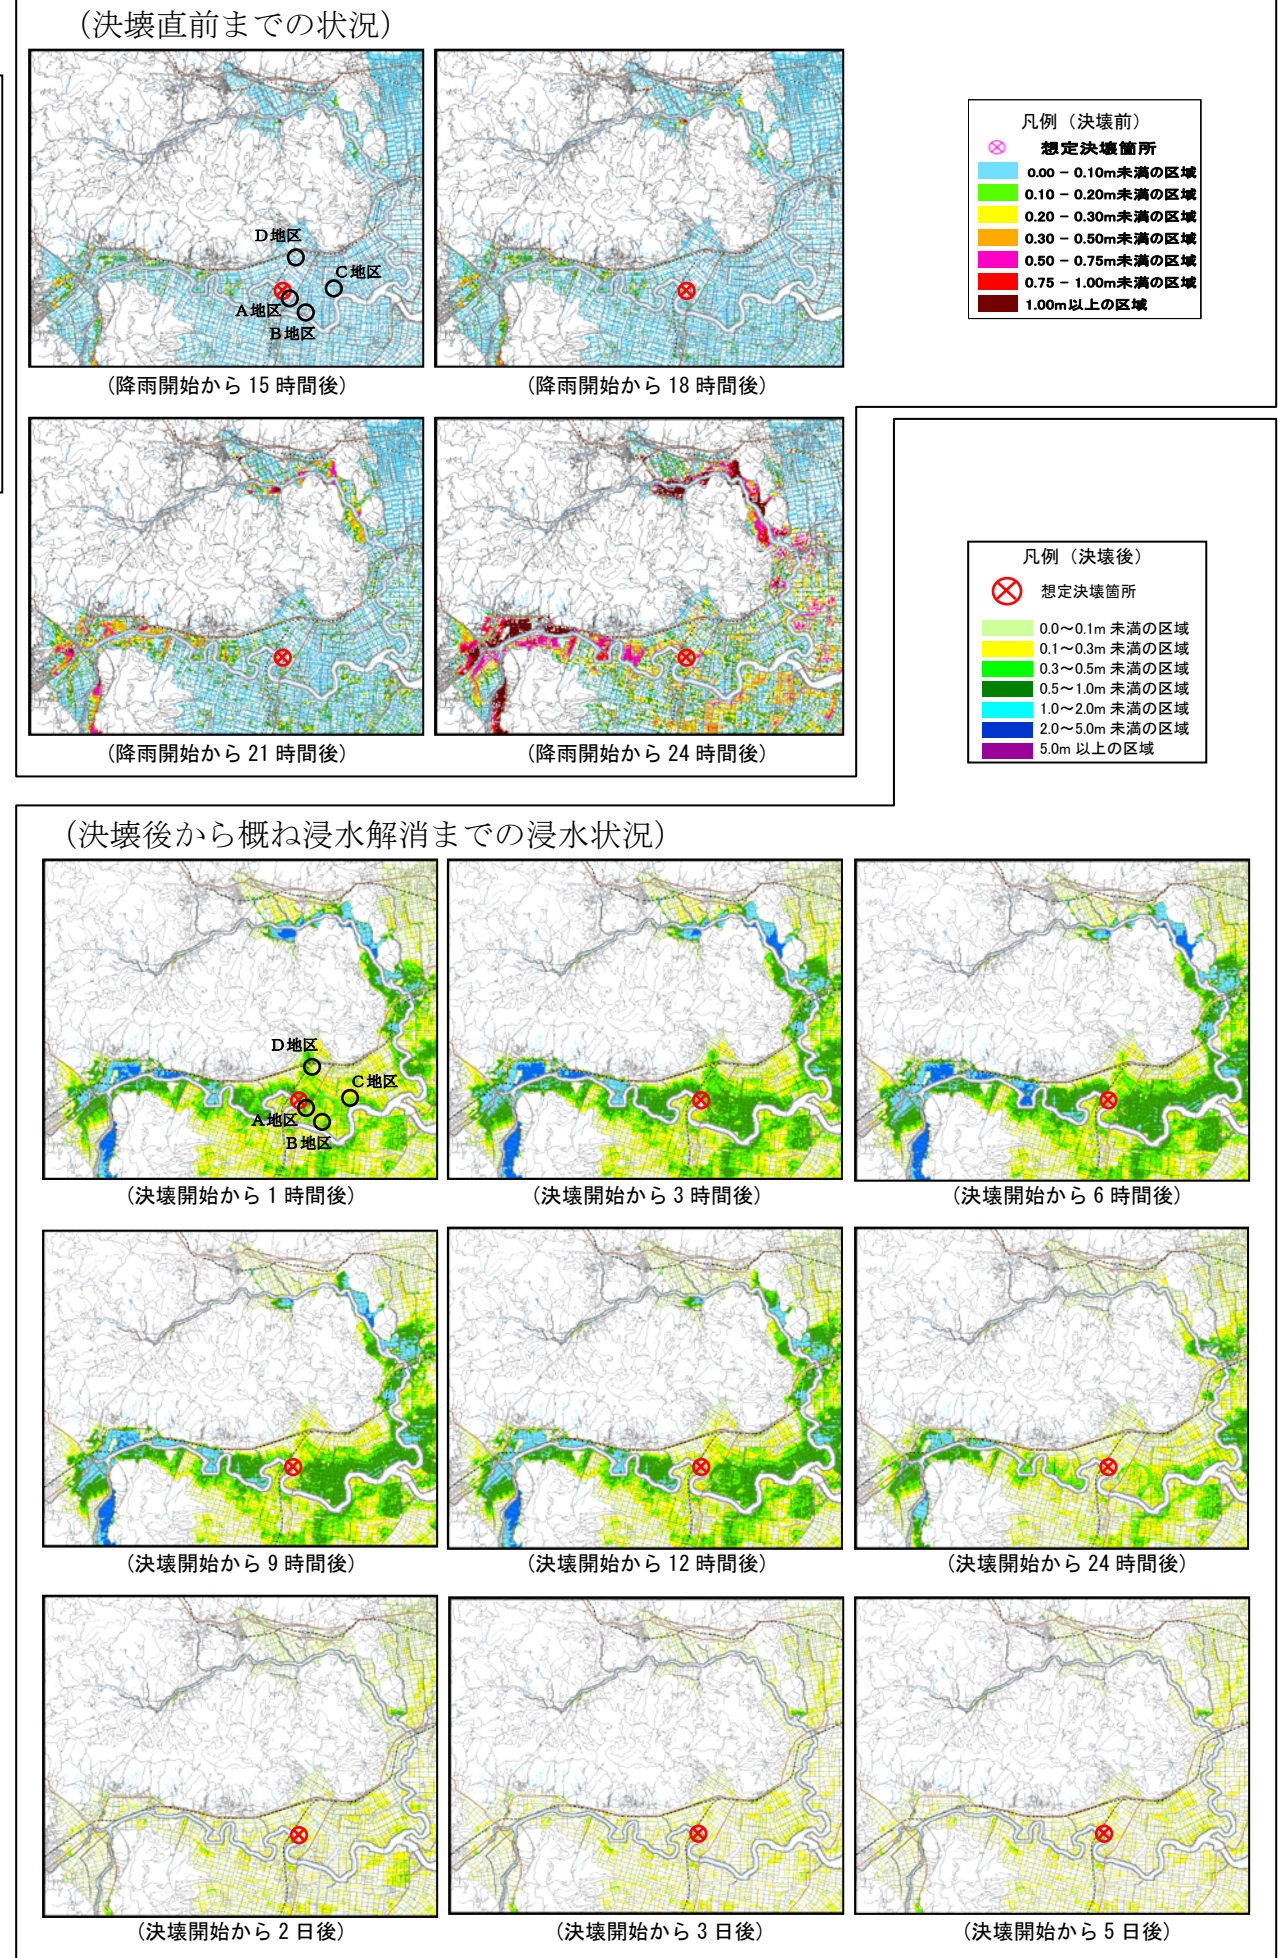 （決壊直前までの状況）
D地区
C地区
A地区
B地区
（降雨開始から 15 時間後）
（降雨開始から 18 時間後）
凡例（決壊前）
想定決壊箇所
0.00 − 0.10m未満の区域
0.10 − 0.20m未満の区域
0.20 − 0.30m未満の区域
0.30 − 0.50m未満の区域
0.50 − 0.75m未満の区域
0.75 − 1.00m未満の区域
1.00m以上の区域
（降雨開始から 21 時間後）
（降雨開始から 24 時間後）
凡例（決壊後）
想定決壊箇所
0.0～0.1m 未満の区域
0.1～0.3m 未満の区域
0.3～0.5m 未満の区域
0.5～1.0m 未満の区域
1.0～2.0m 未満の区域
2.0～5.0m 未満の区域
5.0m 以上の区域
（決壊後から概ね浸水解消までの浸水状況）
D地区
C地区
A地区
B地区
（決壊開始から 1 時間後）
（決壊開始から 3 時間後）
（決壊開始から 6 時間後）
（決壊開始から 9 時間後）
（決壊開始から 12 時間後）
（決壊開始から 24 時間後）
（決壊開始から 2 日後）
（決壊開始から 3 日後）
（決壊開始から 5 日後）